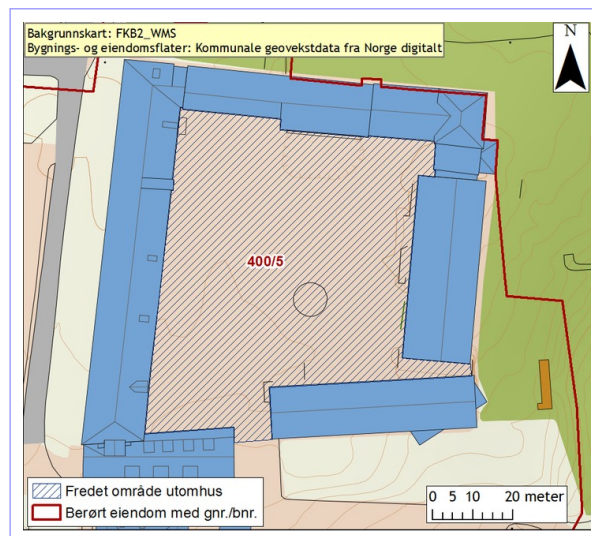 Bakgrunnskart: FKB2_WMS
Bygnings- og eiendomsflater: Kommunale geovekstdata fra Norge digitalt
N
400/5
Fredet område utomhus
Berørt eiendom med gnr./bnr.
0 5 10 20 meter